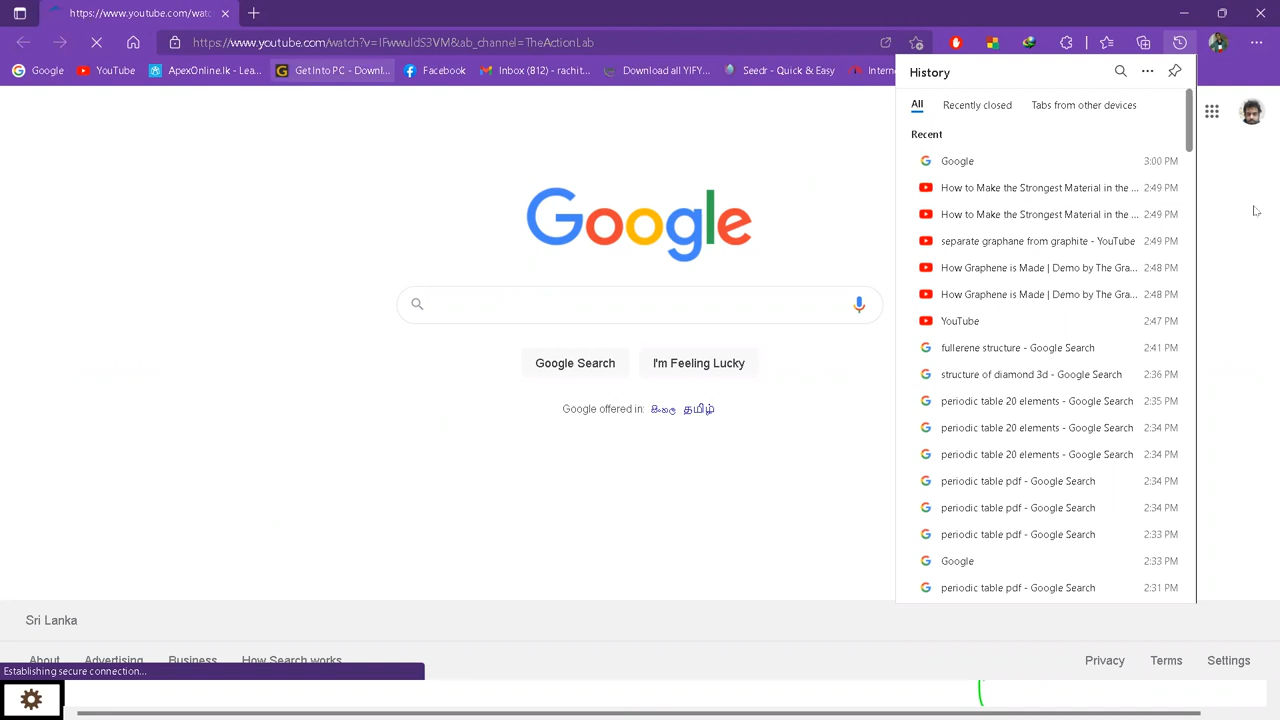 https://www.youtube.com/watc
https://www.youtube.com/watch?v=IFwwuldS3VM&ab_channel=TheActionLab
Google
YouTube
ApexOnline.lk - Lea...
Get Into PC - Downl...
Facebook
Inbox (812) - rachit...
Download all YIFY...
Seedr - Quick & Easy
Intern
History
All
Recently closed
Tabs from other devices
Recent
Google 3:00 PM
How to Make the Strongest Material in the ... 2:49 PM
How to Make the Strongest Material in the ... 2:49 PM
separate graphane from graphite - YouTube 2:49 PM
How Graphene is Made | Demo by The Gra... 2:48 PM
How Graphene is Made | Demo by The Gra... 2:48 PM
YouTube 2:47 PM
fullerene structure - Google Search 2:41 PM
structure of diamond 3d - Google Search 2:36 PM
periodic table 20 elements - Google Search 2:35 PM
periodic table 20 elements - Google Search 2:34 PM
periodic table 20 elements - Google Search 2:34 PM
periodic table pdf - Google Search 2:34 PM
periodic table pdf - Google Search 2:34 PM
periodic table pdf - Google Search 2:33 PM
Google 2:33 PM
periodic table pdf - Google Search 2:31 PM
Google
Google Search
I'm Feeling Lucky
Google offered in: සිංහල தமிழ்
Sri Lanka
About Advertising Business How Search works
Privacy Terms Settings
Establishing secure connection...